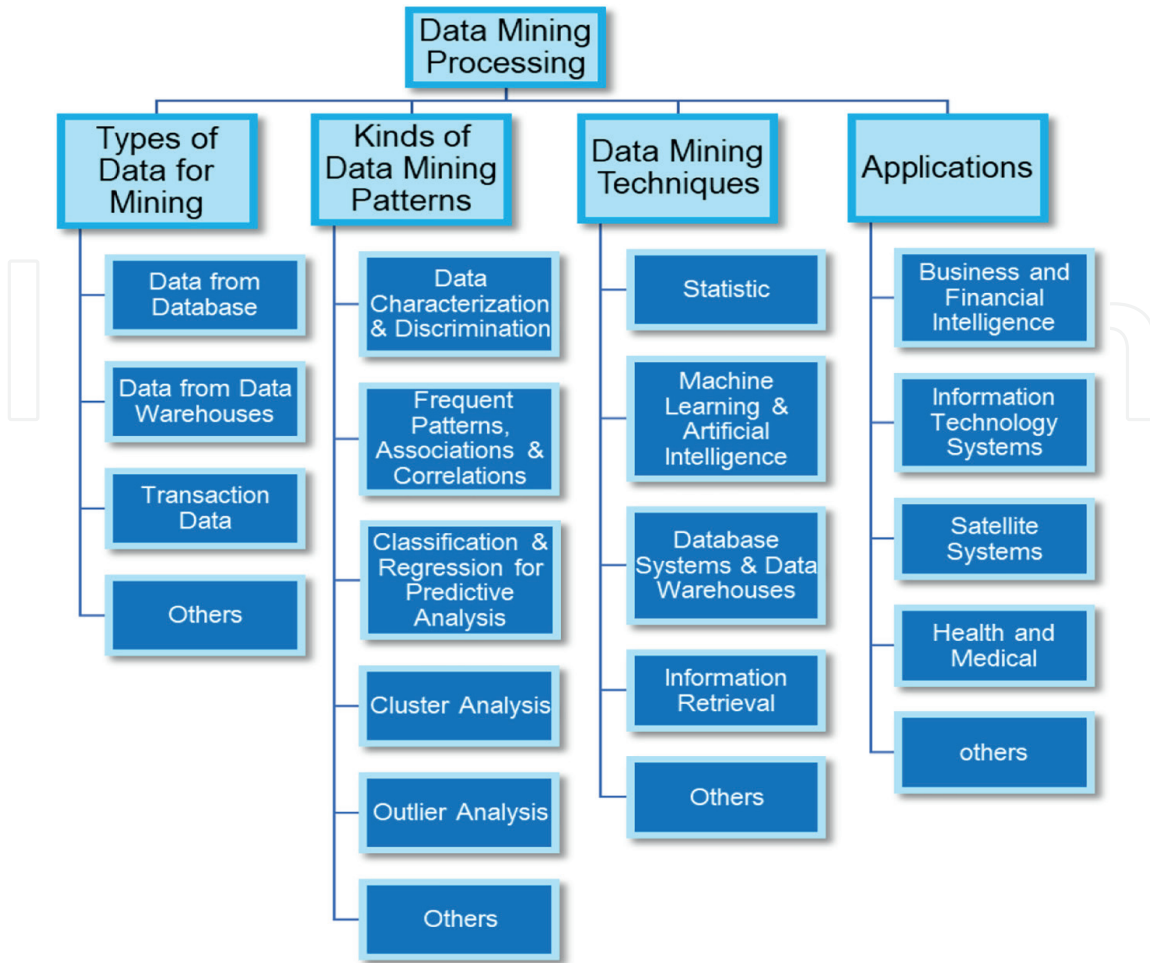 Data Mining
Processing
Types of
Data for
Mining
Data from
Database
Data from Data
Warehouses
Transaction
Data
Others
Kinds of
Data Mining
Patterns
Data
Characterization
& Discrimination
Frequent
Patterns,
Associations &
Correlations
Classification &
Regression for
Predictive
Analysis
Cluster Analysis
Outlier Analysis
Others
Data Mining
Techniques
Statistic
Machine
Learning &
Artificial
Intelligence
Database
Systems & Data
Warehouses
Information
Retrieval
Others
Applications
Business and
Financial
Intelligence
Information
Technology
Systems
Satellite
Systems
Health and
Medical
others